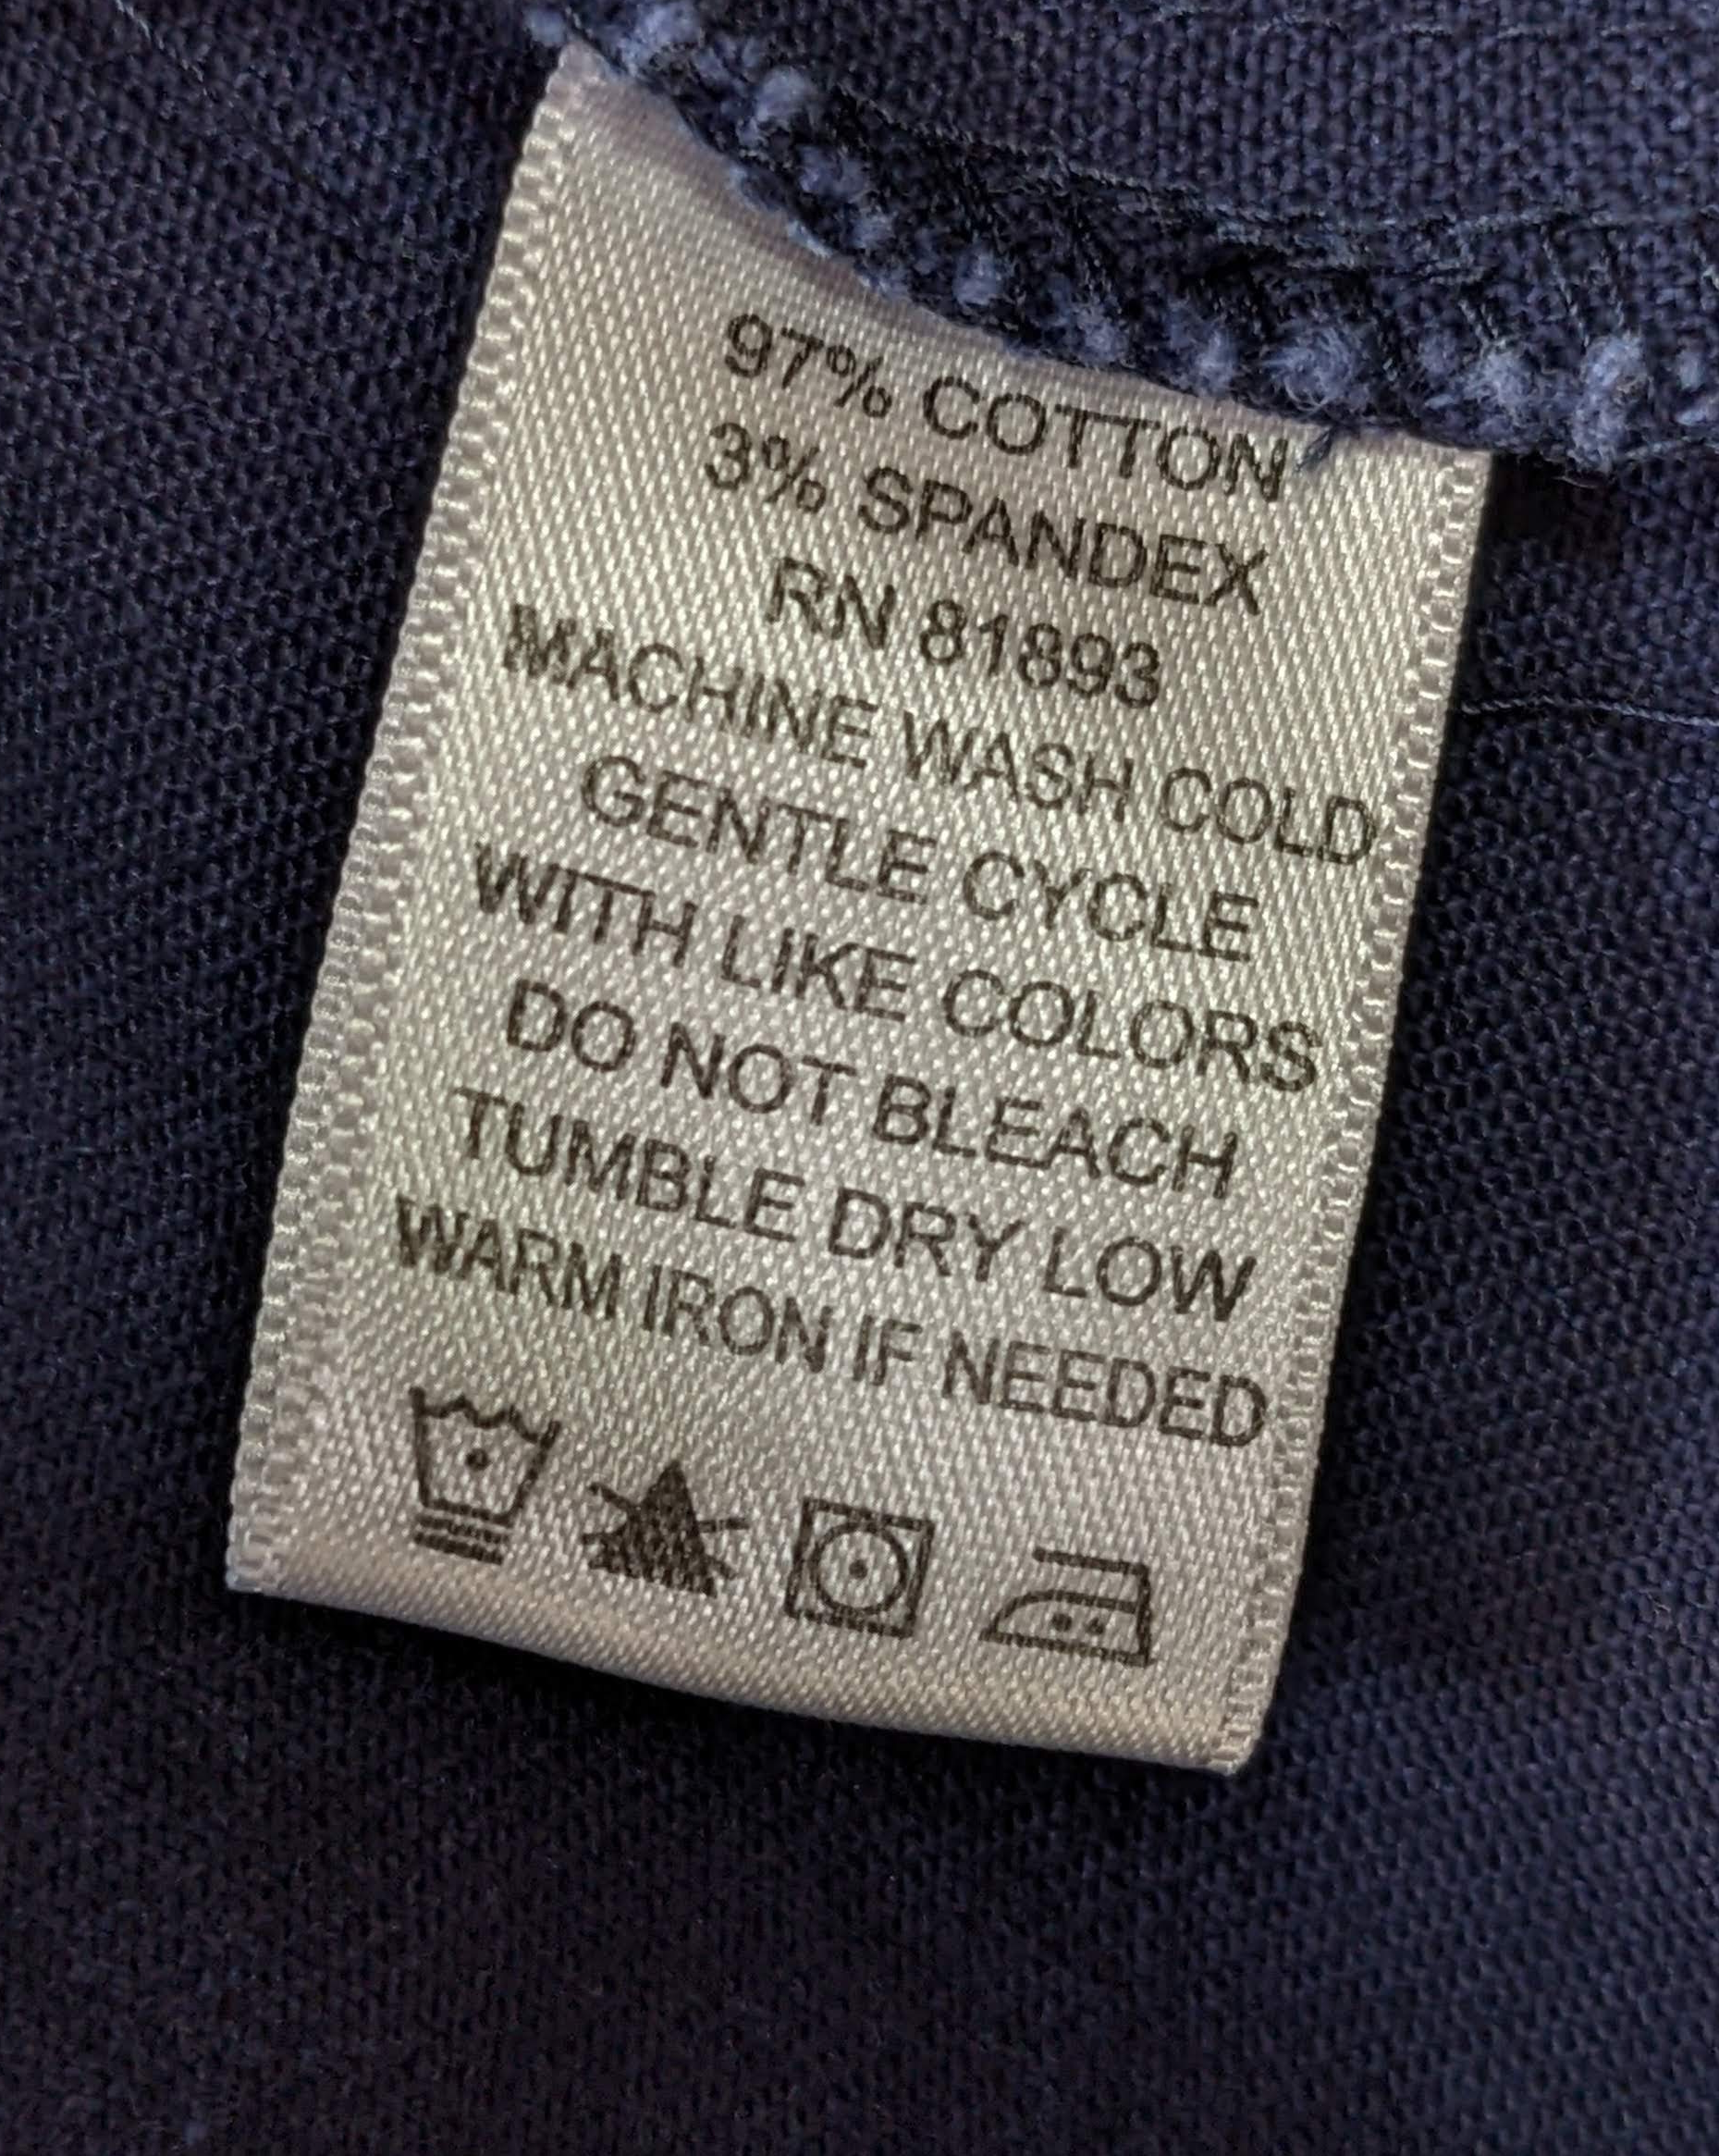 97% COTTON
3% SPANDEX
RN 81893
MACHINE WASH COLD
GENTLE CYCLE
WITH LIKE COLORS
DO NOT BLEACH
TUMBLE DRY LOW
WARM IRON IF NEEDED